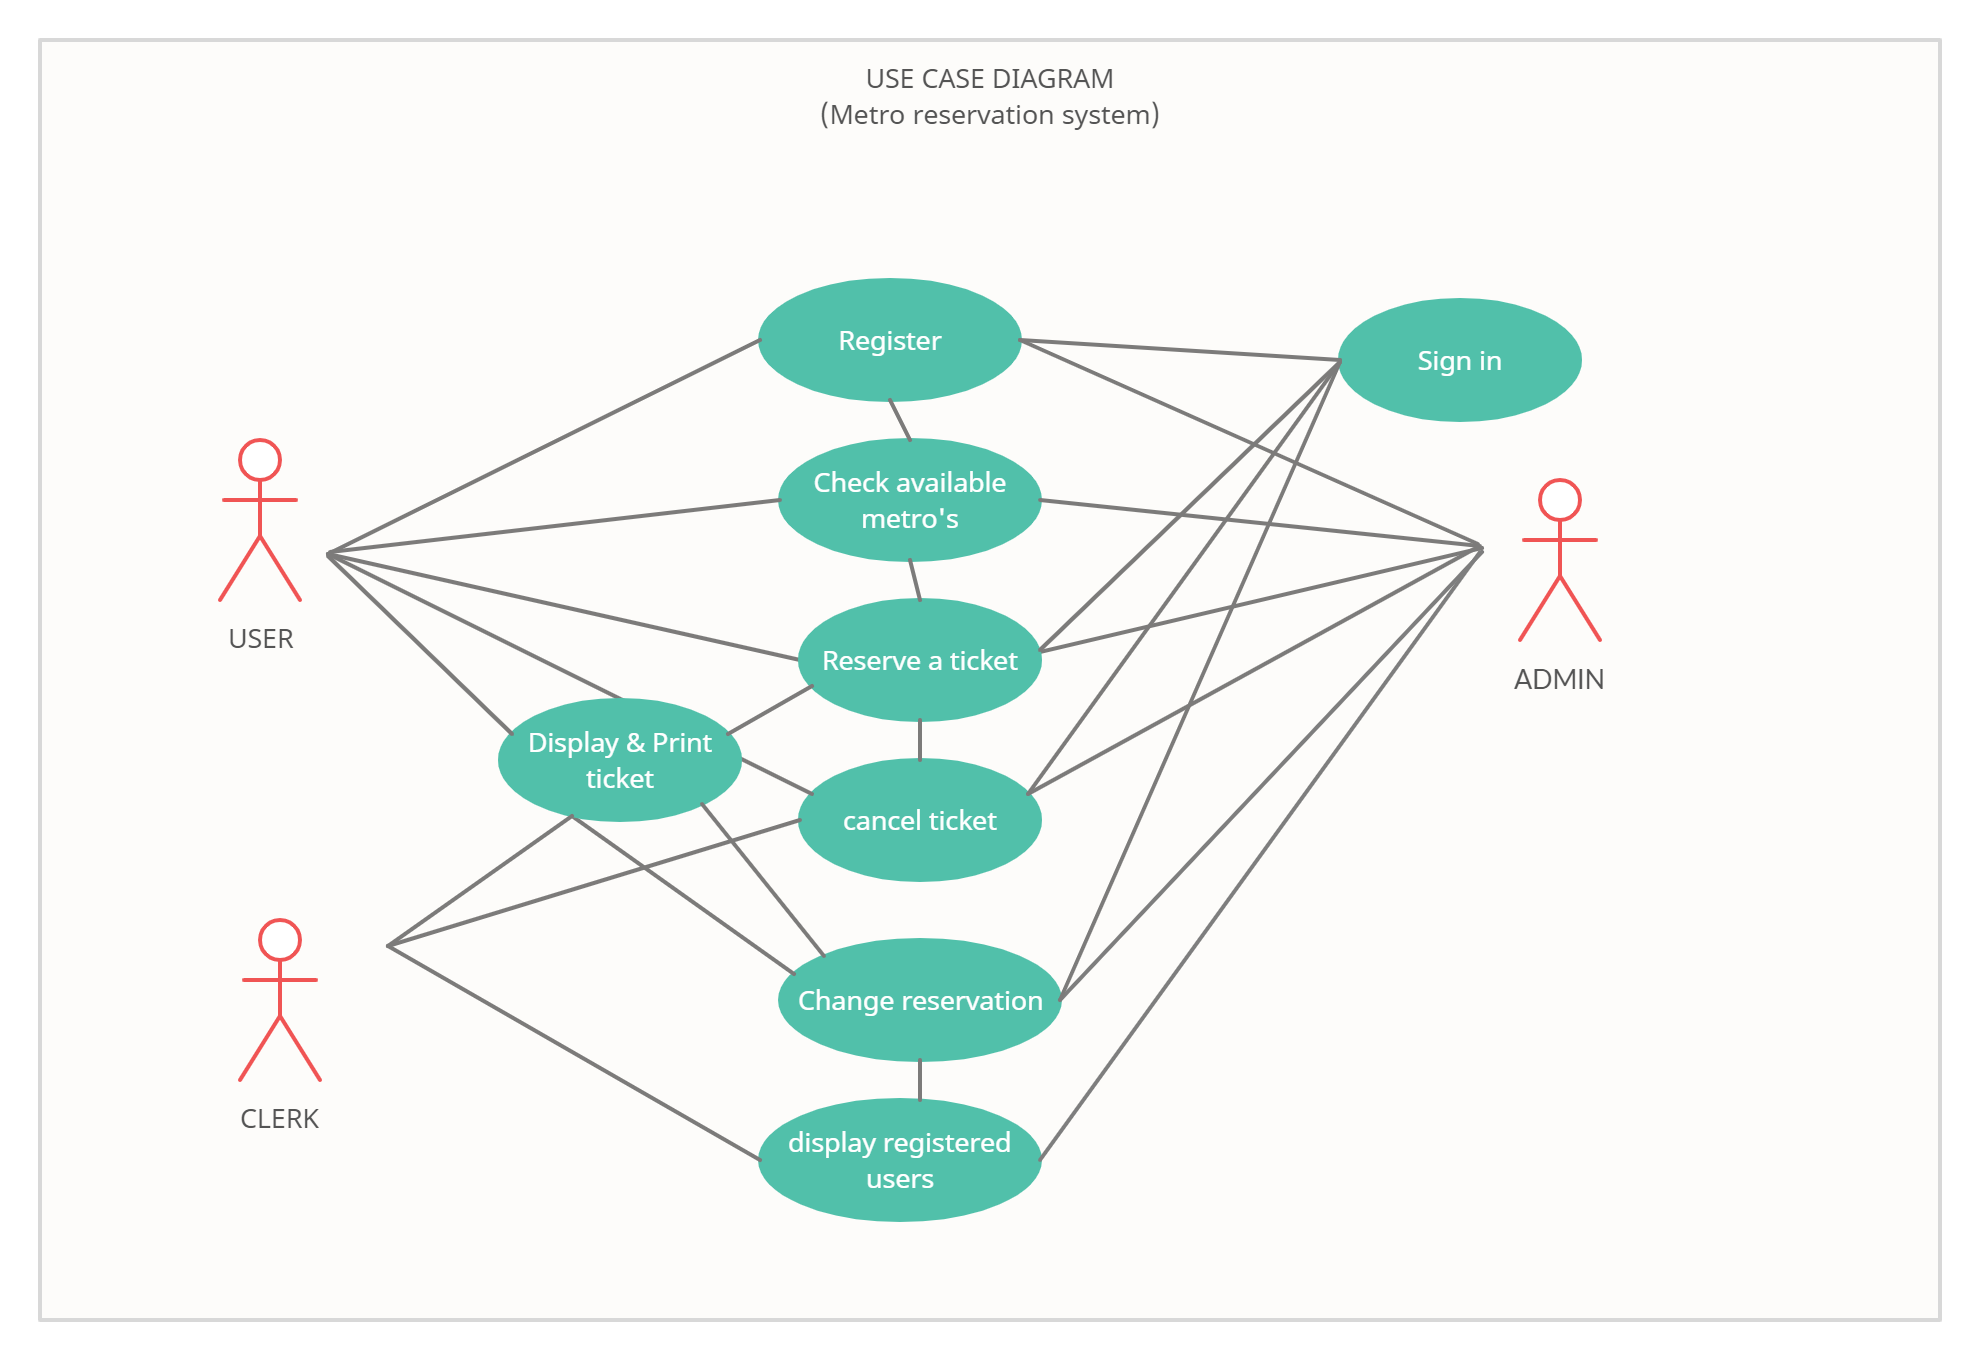 USE CASE DIAGRAM
(Metro reservation system)
Register
Sign in
Check available
metro's
USER
Reserve a ticket
ADMIN
Display & Print
ticket
cancel ticket
Change reservation
CLERK
display registered
users